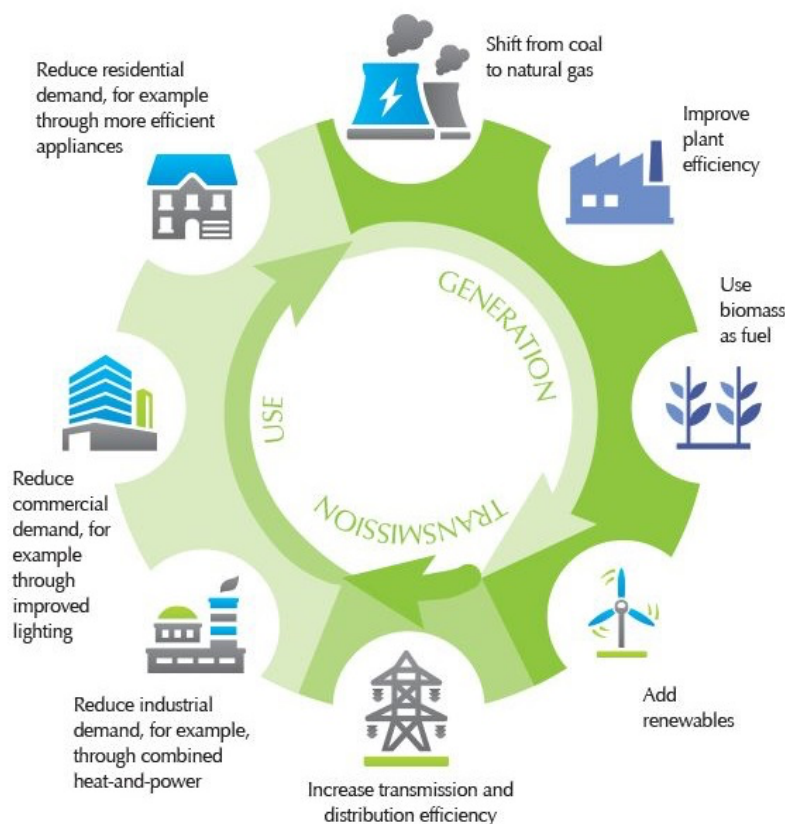 Shift from coal
to natural gas
Improve
plant
efficiency
Use
biomass
as fuel
Add
renewables
Increase transmission and
distribution efficiency
Reduce industrial
demand, for example,
through combined
heat-and-power
Reduce
commercial
demand, for
example
through
improved
lighting
Reduce residential
demand, for example
through more efficient
appliances
GENERATION
TRANSMISSION
USE